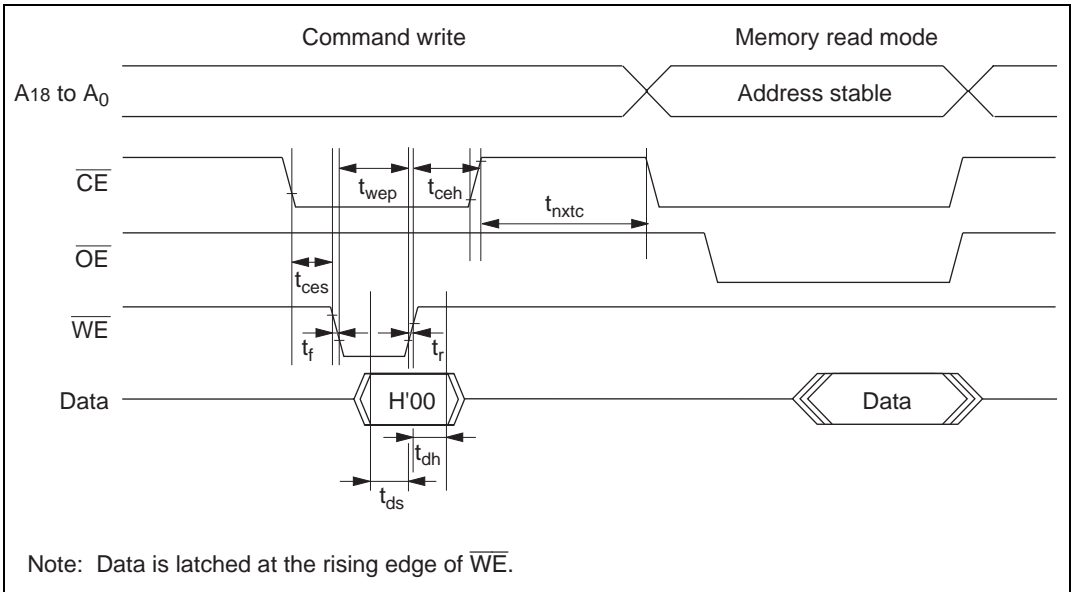 Command write
Memory read mode
A18 to A0
Address stable
CE
twep
tceh
tnxtc
OE
tces
WE
tf
tr
Data
H'00
Data
tdh
tds
Note: Data is latched at the rising edge of WE.